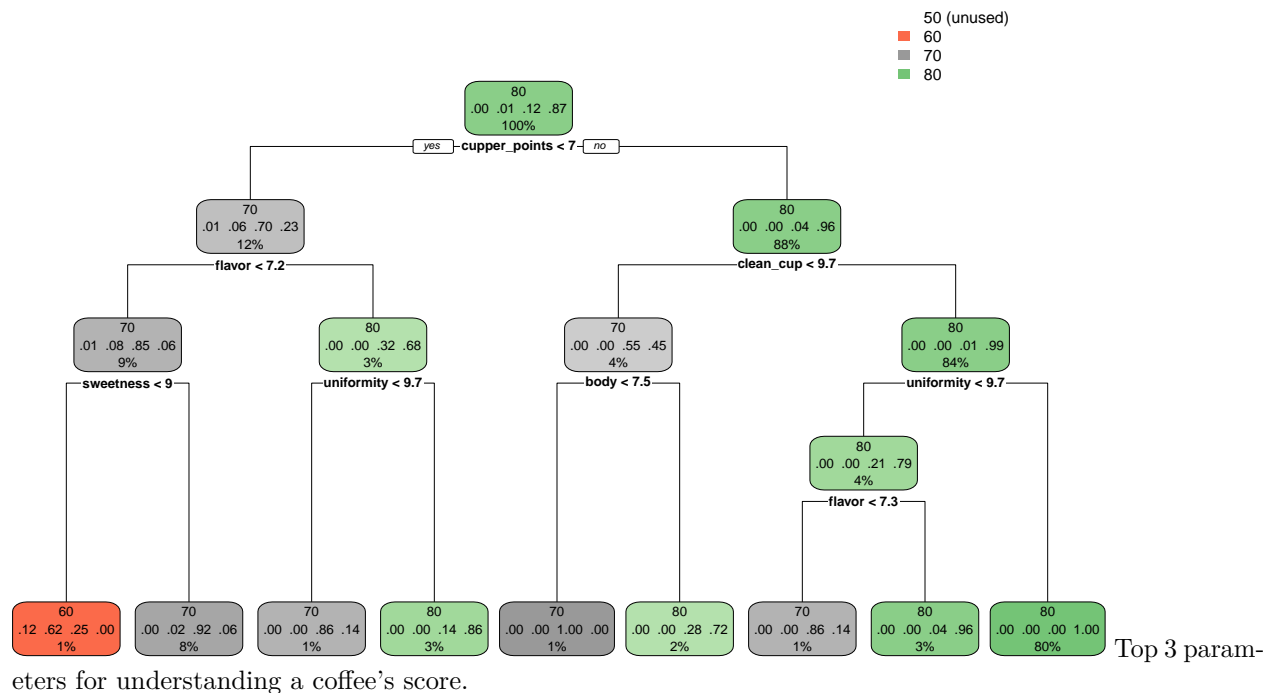 50 (unused)
60
70
80
80
.00 .01 .12 .87
100%
yes cupper_points < 7 no
70
.01 .06 .70 .23
12%
80
.00 .00 .04 .96
88%
flavor < 7.2
clean_cup < 9.7
70
.01 .08 .85 .06
9%
80
.00 .00 .32 .68
3%
70
.00 .00 .55 .45
4%
80
.00 .00 .01 .99
84%
sweetness < 9
uniformity < 9.7
body < 7.5
uniformity < 9.7
80
.00 .00 .21 .79
4%
flavor < 7.3
60
.12 .62 .25 .00
1%
70
.00 .02 .92 .06
8%
70
.00 .00 .86 .14
1%
80
.00 .00 .14 .86
3%
70
.00 .00 1.00 .00
1%
80
.00 .00 .28 .72
2%
70
.00 .00 .86 .14
1%
80
.00 .00 .04 .96
3%
80
.00 .00 .00 1.00
80%
Top 3 param-
eters for understanding a coffee's score.